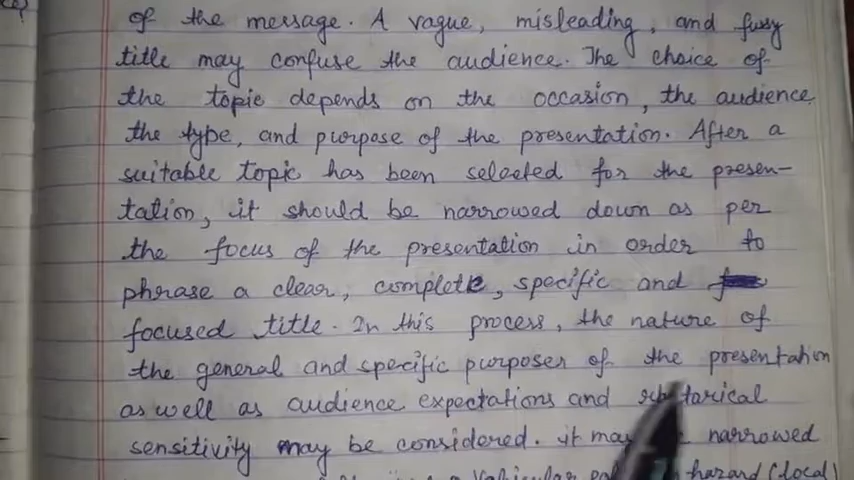 of the message. A vague, misleading, and fuzzy
title may confuse the audience. The choice of
the topic depends on the occasion, the audience,
the type, and purpose of the presentation. After a
suitable topic has been selected for the presen-
tation, it should be narrowed down as per
the focus of the presentation in order to
phrase a clear, complete, specific and
focused title. In this process, the nature of
the general and specific purposes of the presentation
as well as audience expectations and
sensitivity may be considered. it may narrowed
hazard (local)